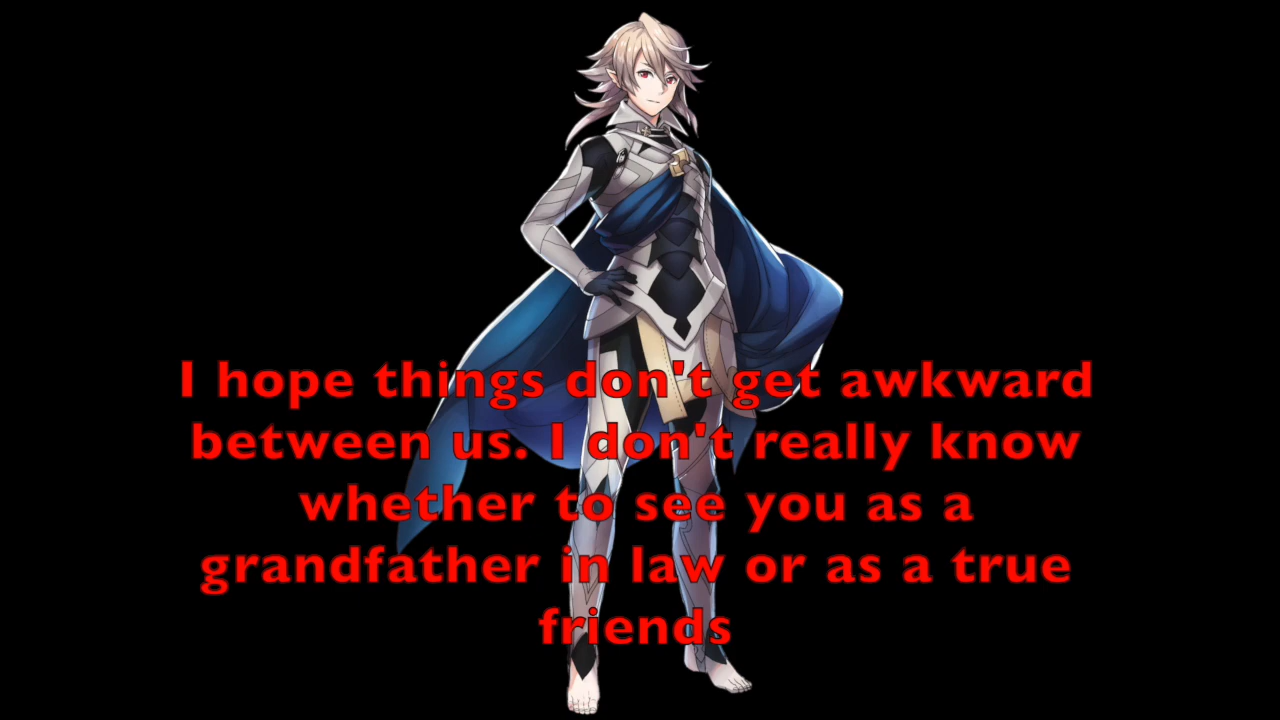 I hope things don't get awkward
between us. I don't really know
whether to see you as a
grandfather in law or as a true
friends